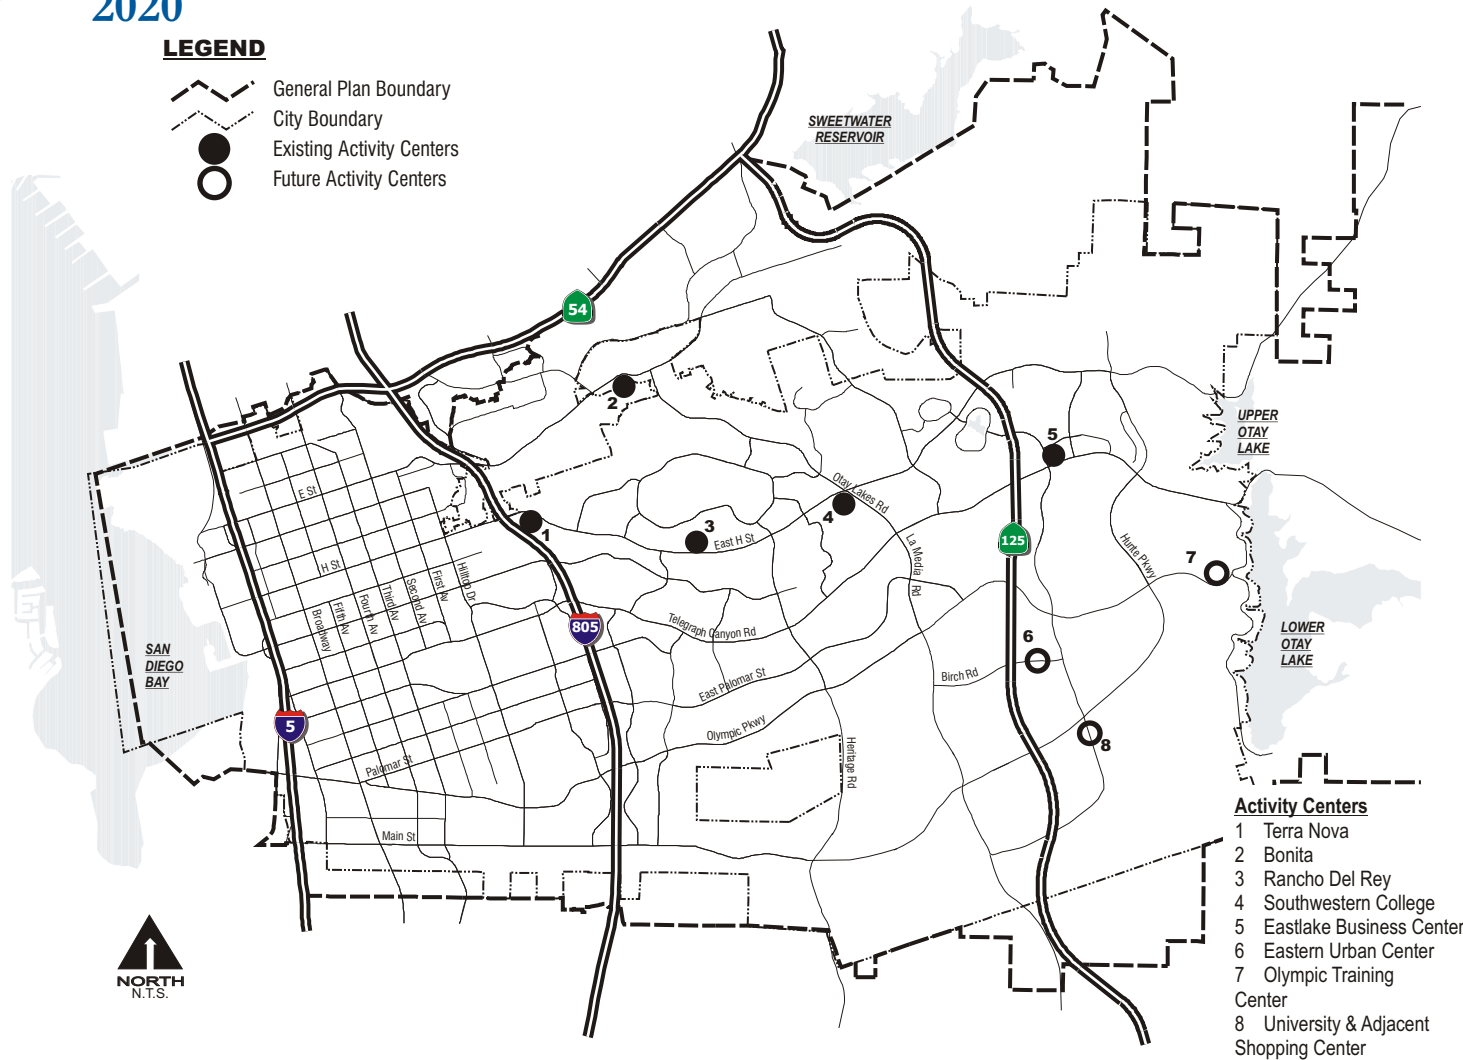 2020
LEGEND
General Plan Boundary
City Boundary
Existing Activity Centers
Future Activity Centers
SWEETWATER
RESERVOIR
54
2
UPPER
OTAY
LAKE
5
E St
Otay Lakes Rd
4
1
3
East H St
125
La Media Rd
Hunte Pkwy
7
H St
Hilltop Dr
First Av
Second Av
Third Av
Fourth Av
Fifth Av
Broadway
805
Telegraph Canyon Rd
SAN
DIEGO
BAY
LOWER
OTAY
LAKE
6
Birch Rd
East Palomar St
5
Olympic Pkwy
8
Palomar St
Heritage Rd
Main St
NORTH
N.T.S.
Activity Centers
1 Terra Nova
2 Bonita
3 Rancho Del Rey
4 Southwestern College
5 Eastlake Business Center
6 Eastern Urban Center
7 Olympic Training
Center
8 University & Adjacent
Shopping Center